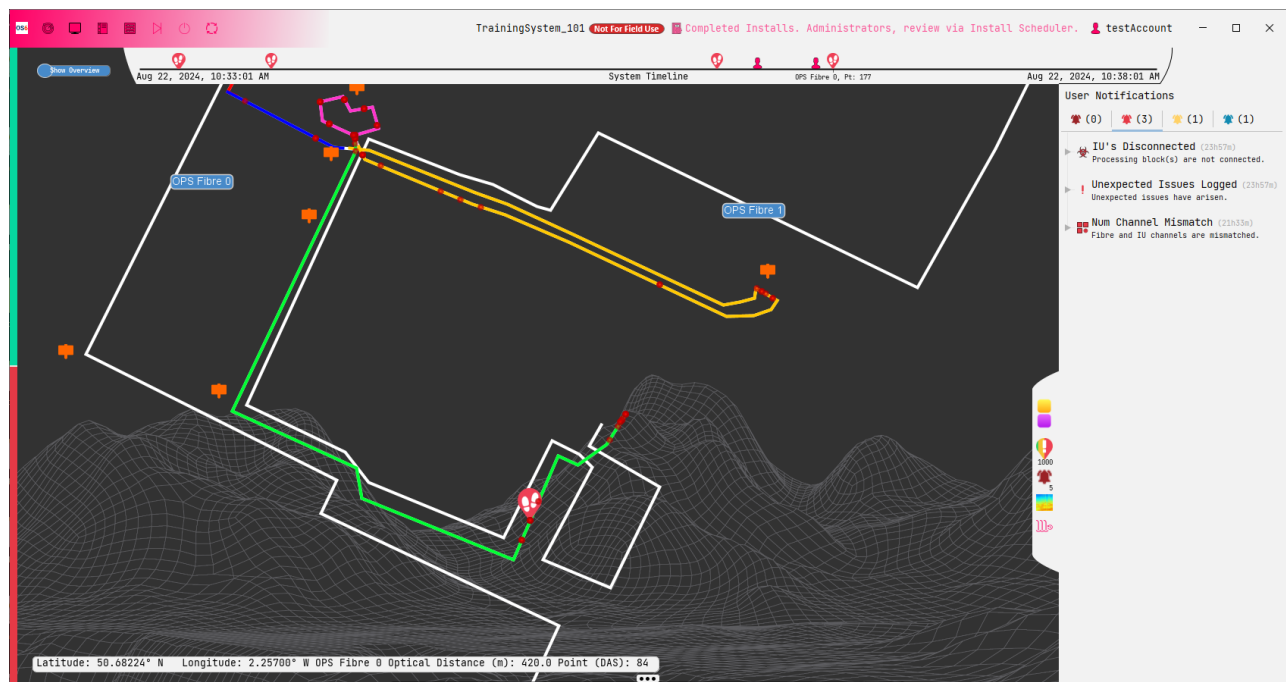 OS
TrainingSystem_101 Not For Field Use Completed Installs. Administrators, review via Install Scheduler. testAccount
Show Overview
Aug 22, 2024, 10:33:01 AM System Timeline OPS Fibre 0, Pt: 177 Aug 22, 2024, 10:38:01 AM
User Notifications
(0) (3) (1) (1)
IU's Disconnected (23h57m)
Processing block(s) are not connected.
Unexpected Issues Logged (23h57m)
Unexpected issues have arisen.
Num Channel Mismatch (21h33m)
Fibre and IU channels are mismatched.
OPS Fibre 0
OPS Fibre 1
1000
5
Latitude: 50.68224° N Longitude: 2.25700° W OPS Fibre 0 Optical Distance (m): 420.0 Point (DAS): 84